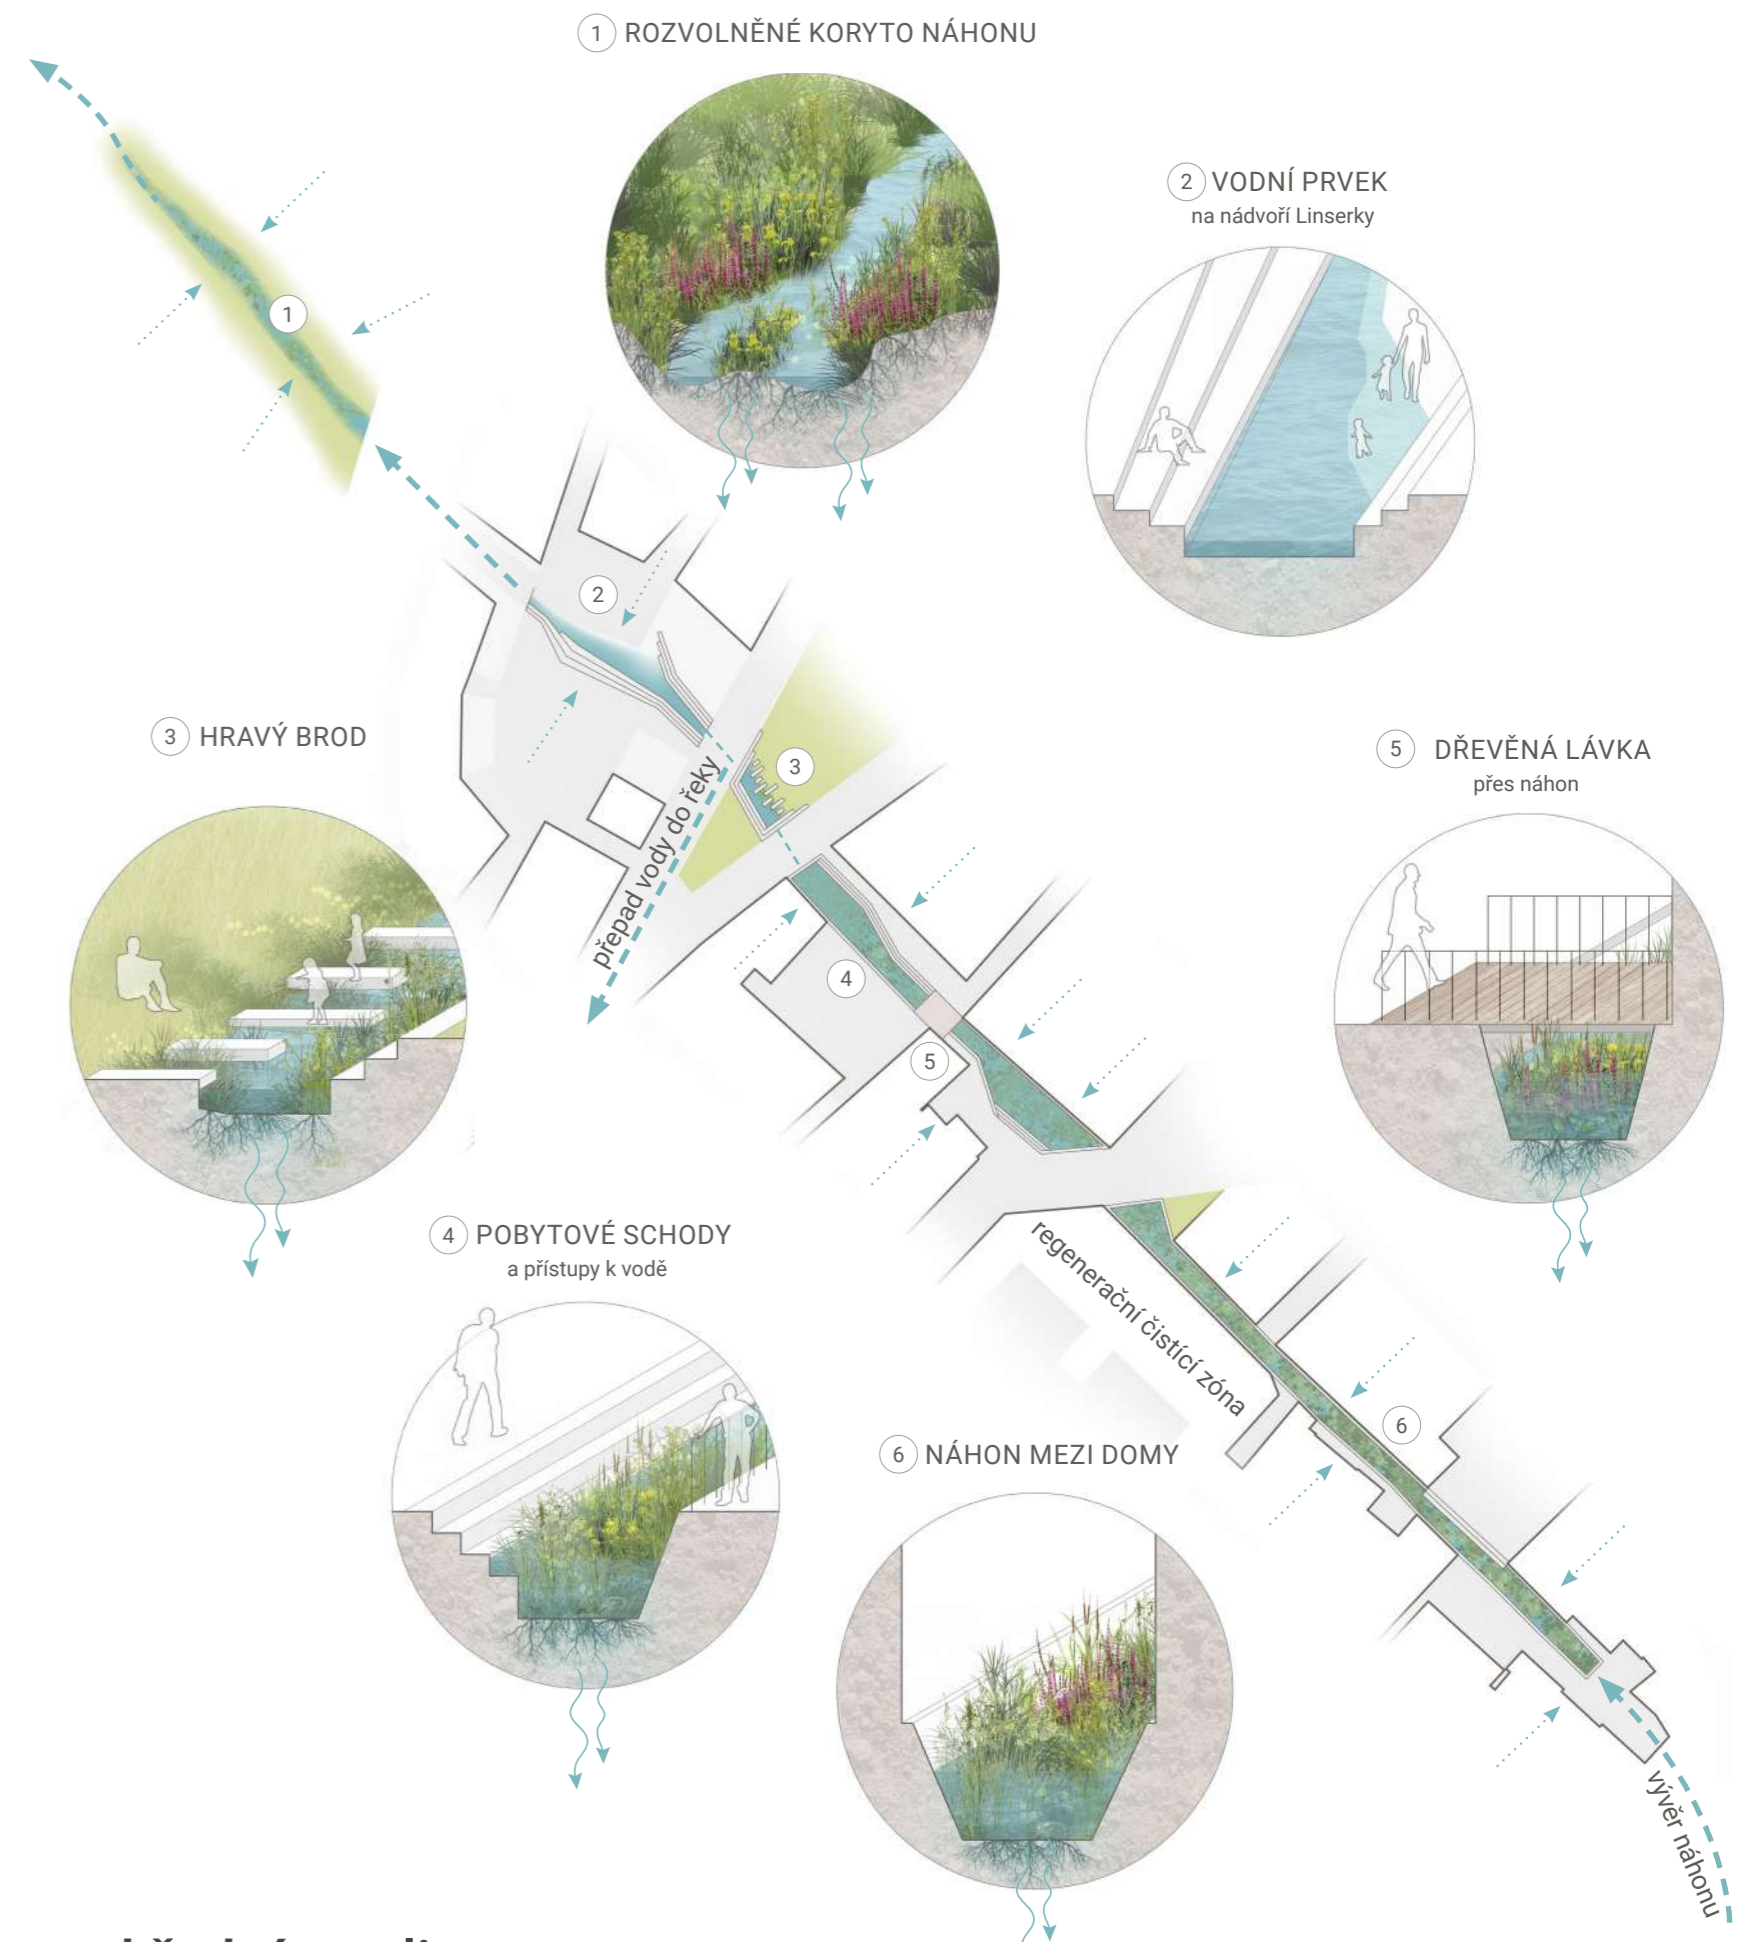 1 ROZVOLNĚNÉ KORYTO NÁHONU
2 VODNÍ PRVEK
na nádvoří Linserky
1
2
3 HRAVÝ BROD
3
5 DŘEVĚNÁ LÁVKA
přes náhon
přepad vody do řeky
4
5
4 POBYTOVÉ SCHODY
a přístupy k vodě
regenerační čistící zóna
6
6 NÁHON MEZI DOMY
vývěr náhonu